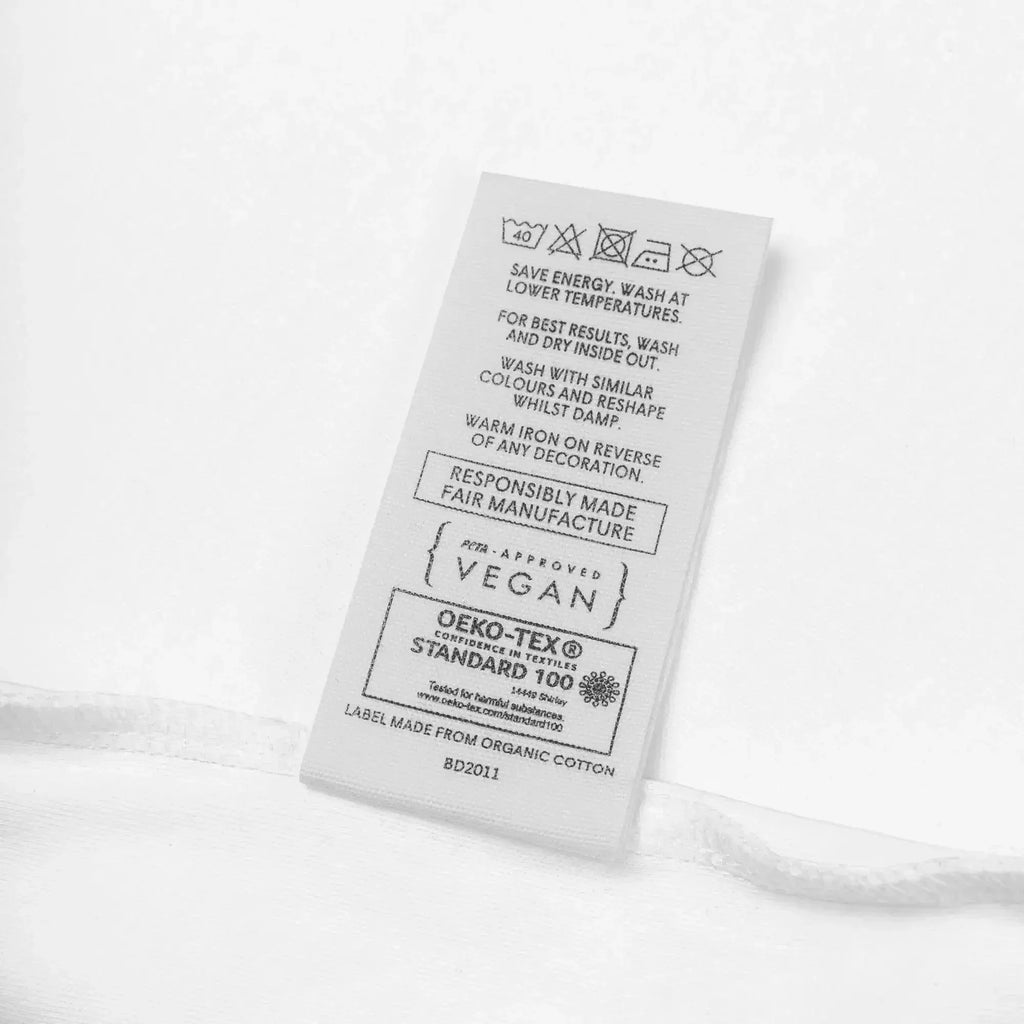 40
SAVE ENERGY. WASH AT
LOWER TEMPERATURES.
FOR BEST RESULTS, WASH
AND DRY INSIDE OUT.
WASH WITH SIMILAR
COLOURS AND RESHAPE
WHILST DAMP.
WARM IRON ON REVERSE
OF ANY DECORATION.
RESPONSIBLY MADE
FAIR MANUFACTURE
PETA - APPROVED
VEGAN
OEKO-TEX®
CONFIDENCE IN TEXTILES
STANDARD 100
14449 Shirley
Tested for harmful substances.
www.oeko-tex.com/standard100
LABEL MADE FROM ORGANIC COTTON
BD2011